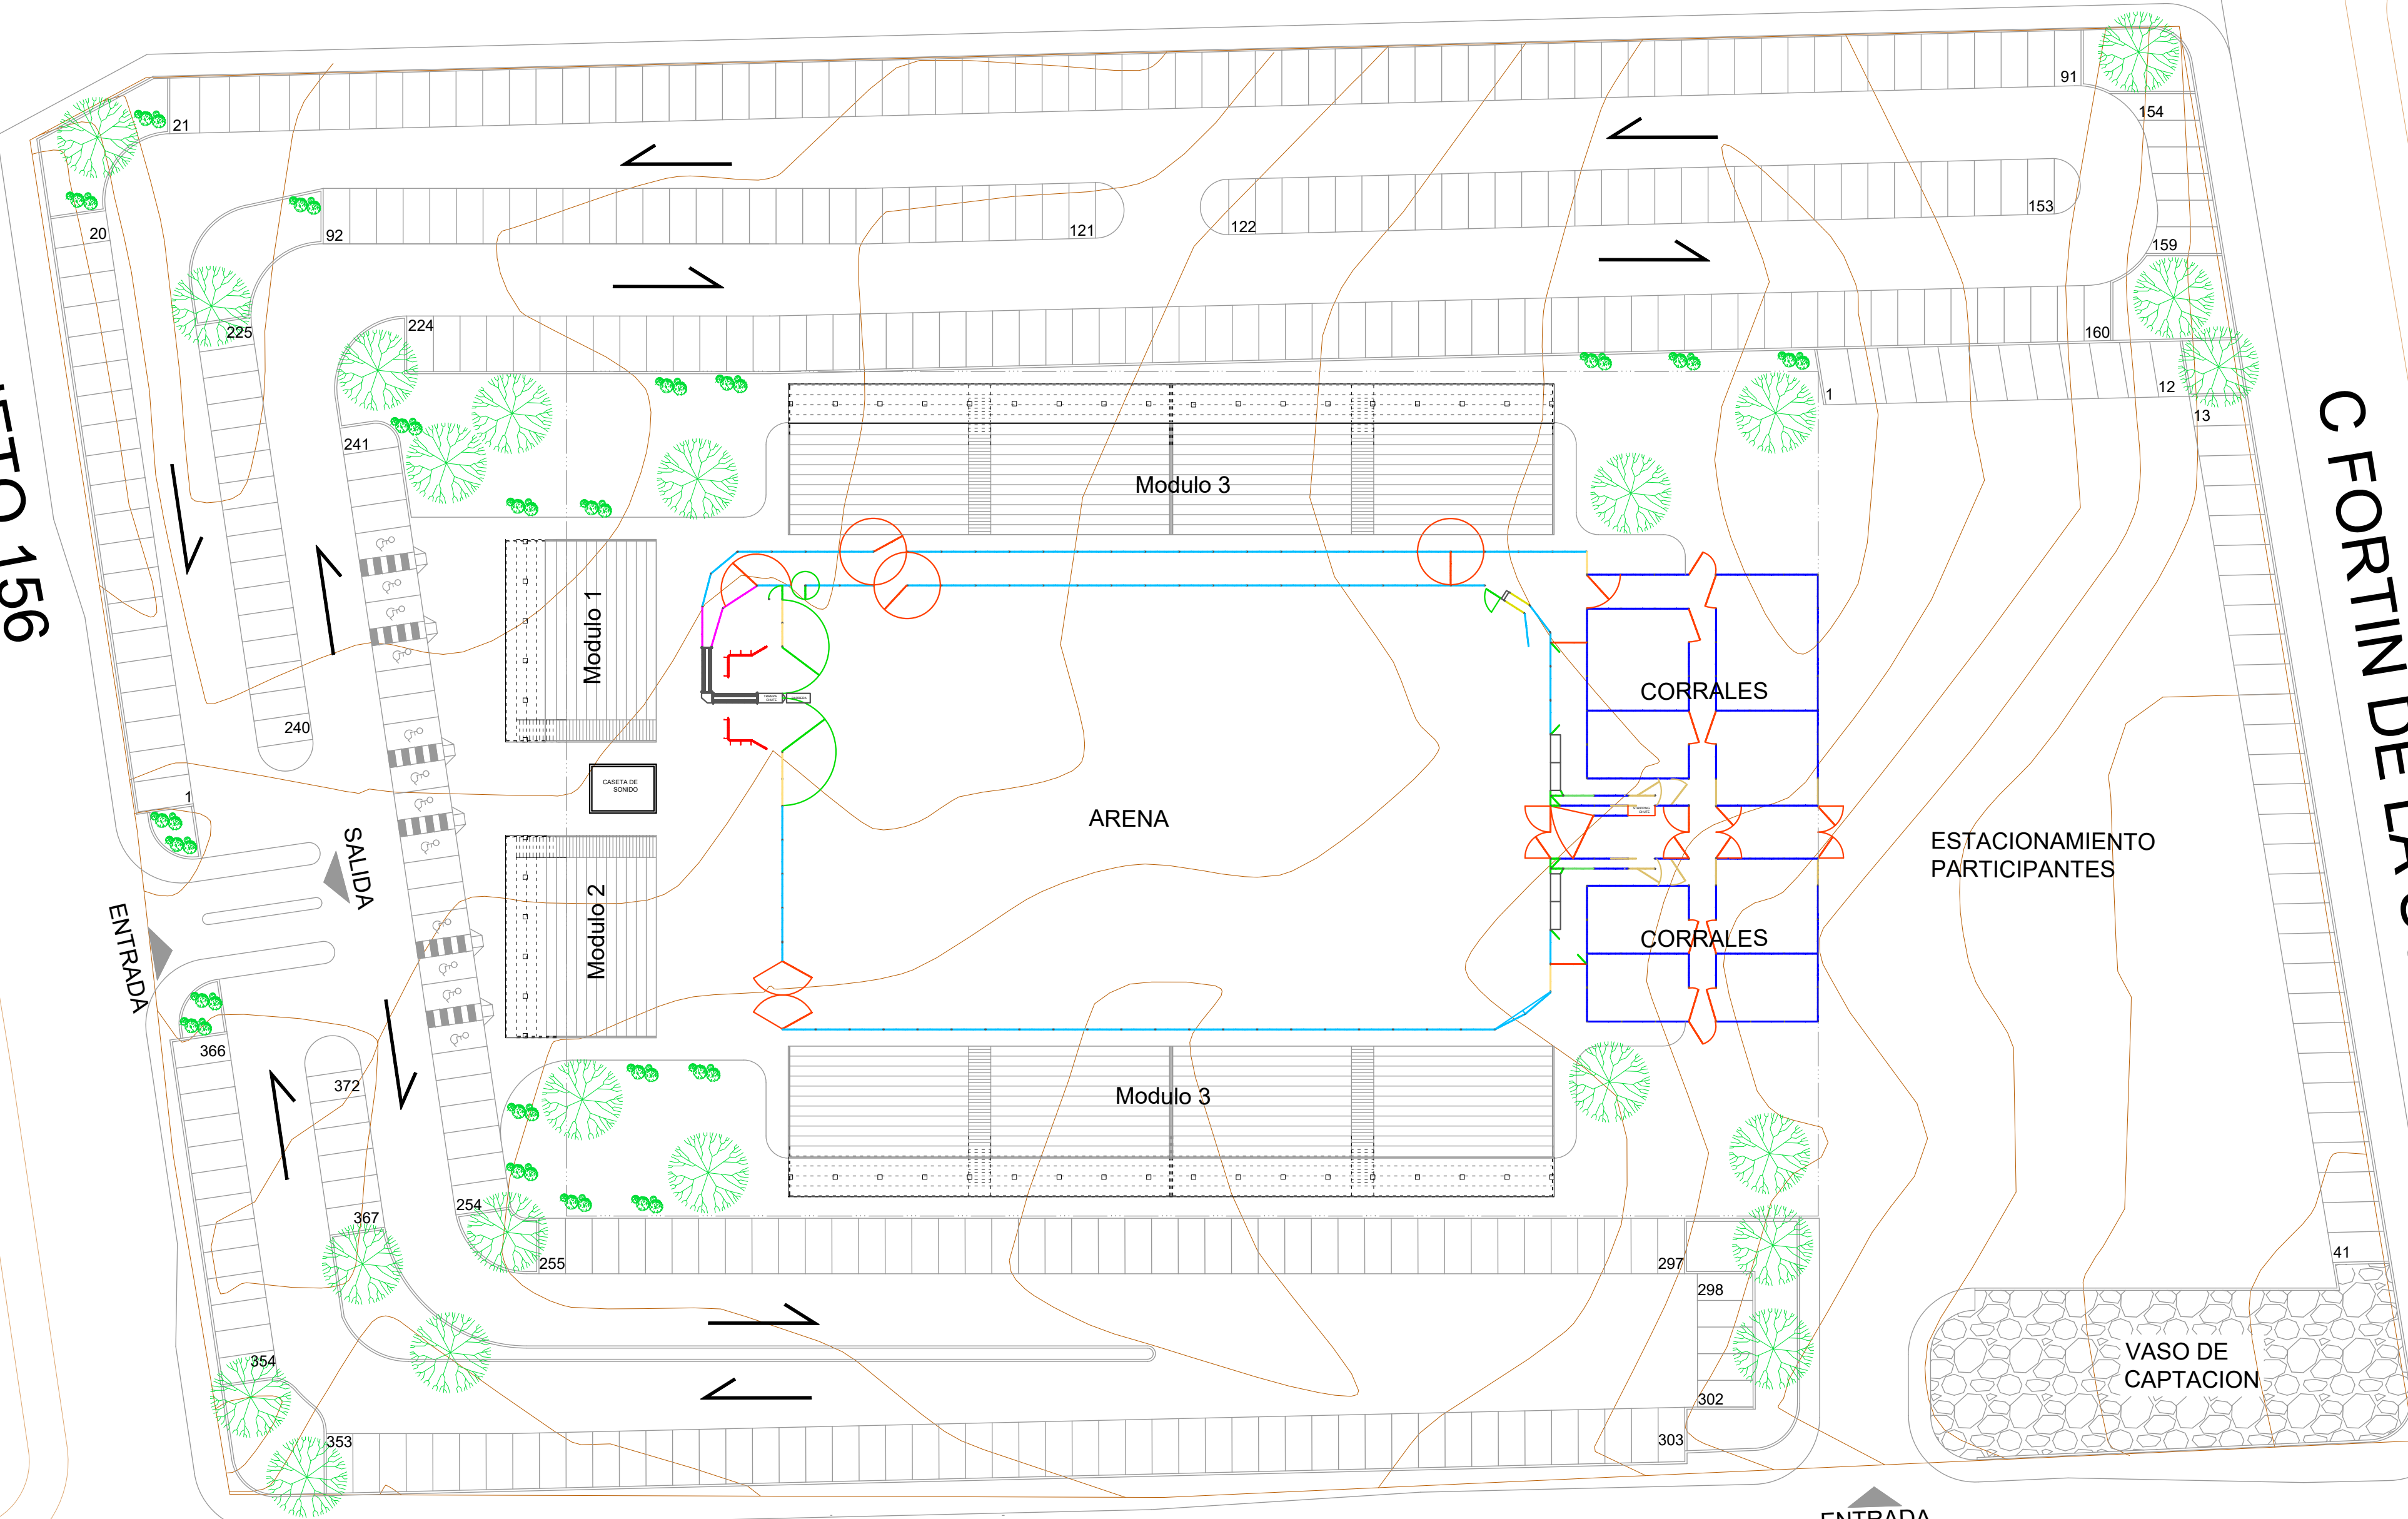 91
154
21
153
122
121
92
20
159
225
224
160
1
12
13
241
Modulo 3
Modulo 1
CORRALES
240
CASETA DE
SONIDO
1
ARENA
ESTACIONAMIENTO
PARTICIPANTES
SALIDA
ENTRADA
Modulo 2
CORRALES
366
372
Modulo 3
367
254
255
297
41
298
354
VASO DE
CAPTACION
302
353
303
ENTRADA
156
C FORTIN DE LA